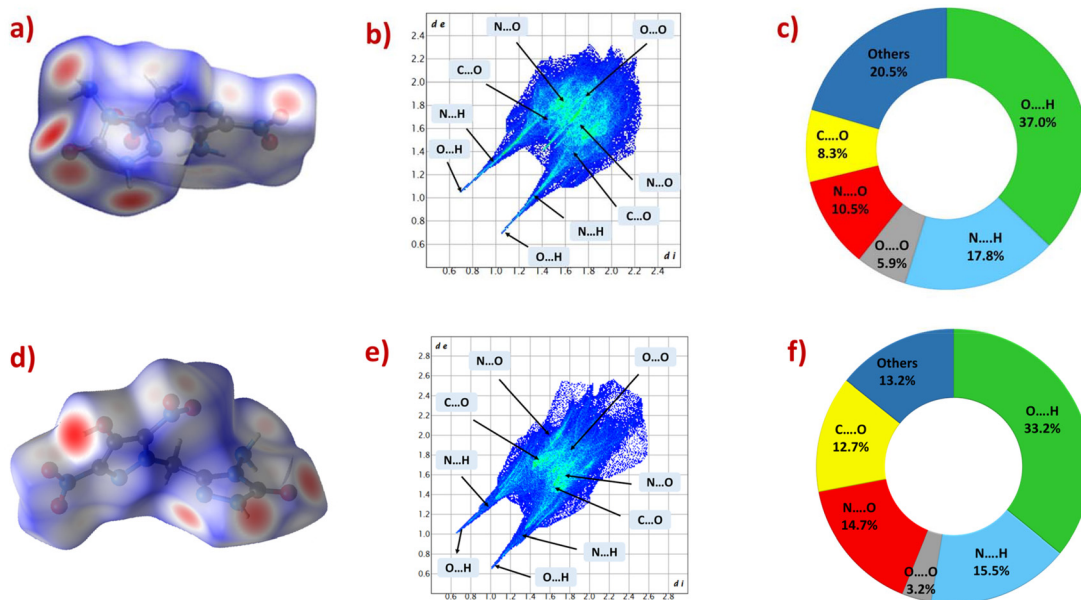 a)
b)
c)
d e
2.4
2.2
2.0
1.8
1.6
1.4
1.2
1.0
0.8
0.6
N...O
O...O
C...O
N...H
O...H
N...O
C...O
N...H
O...H
d i
0.6 0.8 1.0 1.2 1.4 1.6 1.8 2.0 2.2 2.4
Others
20.5%
O....H
37.0%
C....O
8.3%
N....O
10.5%
O....O
5.9%
N....H
17.8%
d)
e)
f)
d e
2.8
2.6
2.4
2.2
2.0
1.8
1.6
1.4
1.2
1.0
0.8
0.6
N...O
O...O
C...O
N...H
N...O
C...O
N...H
O...H
O...H
d i
0.6 0.8 1.0 1.2 1.4 1.6 1.8 2.0 2.2 2.4 2.6 2.8
Others
13.2%
O....H
33.2%
C....O
12.7%
N....O
14.7%
O....O
3.2%
N....H
15.5%